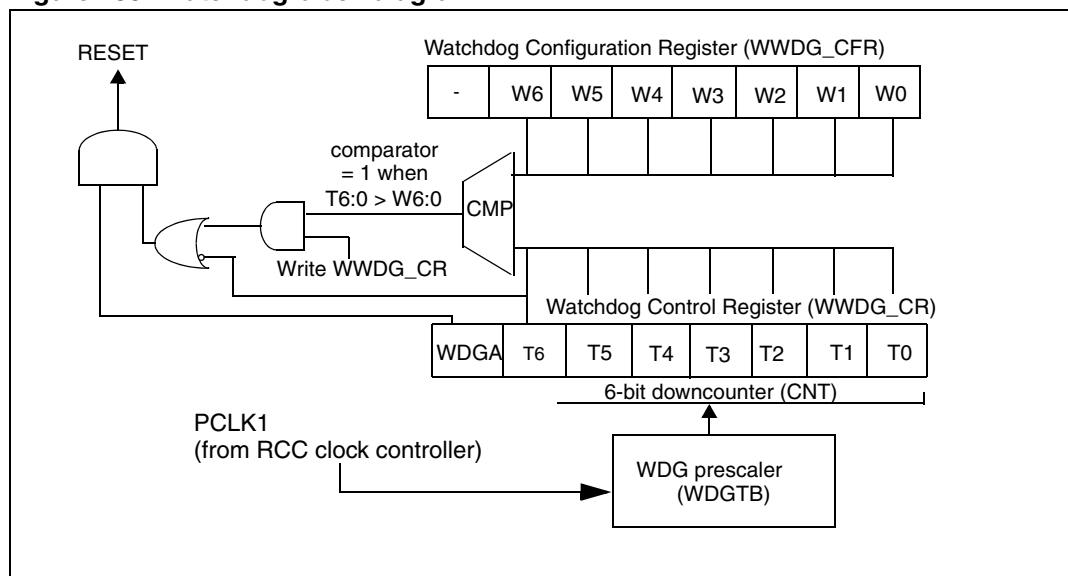 RESET
Watchdog Configuration Register (WWDG_CFR)
- W6 W5 W4 W3 W2 W1 W0
comparator
= 1 when
T6:0 > W6:0
CMP
Write WWDG_CR
Watchdog Control Register (WWDG_CR)
WDGA T6 T5 T4 T3 T2 T1 T0
6-bit downcounter (CNT)
PCLK1
(from RCC clock controller)
WDG prescaler
(WDGTB)